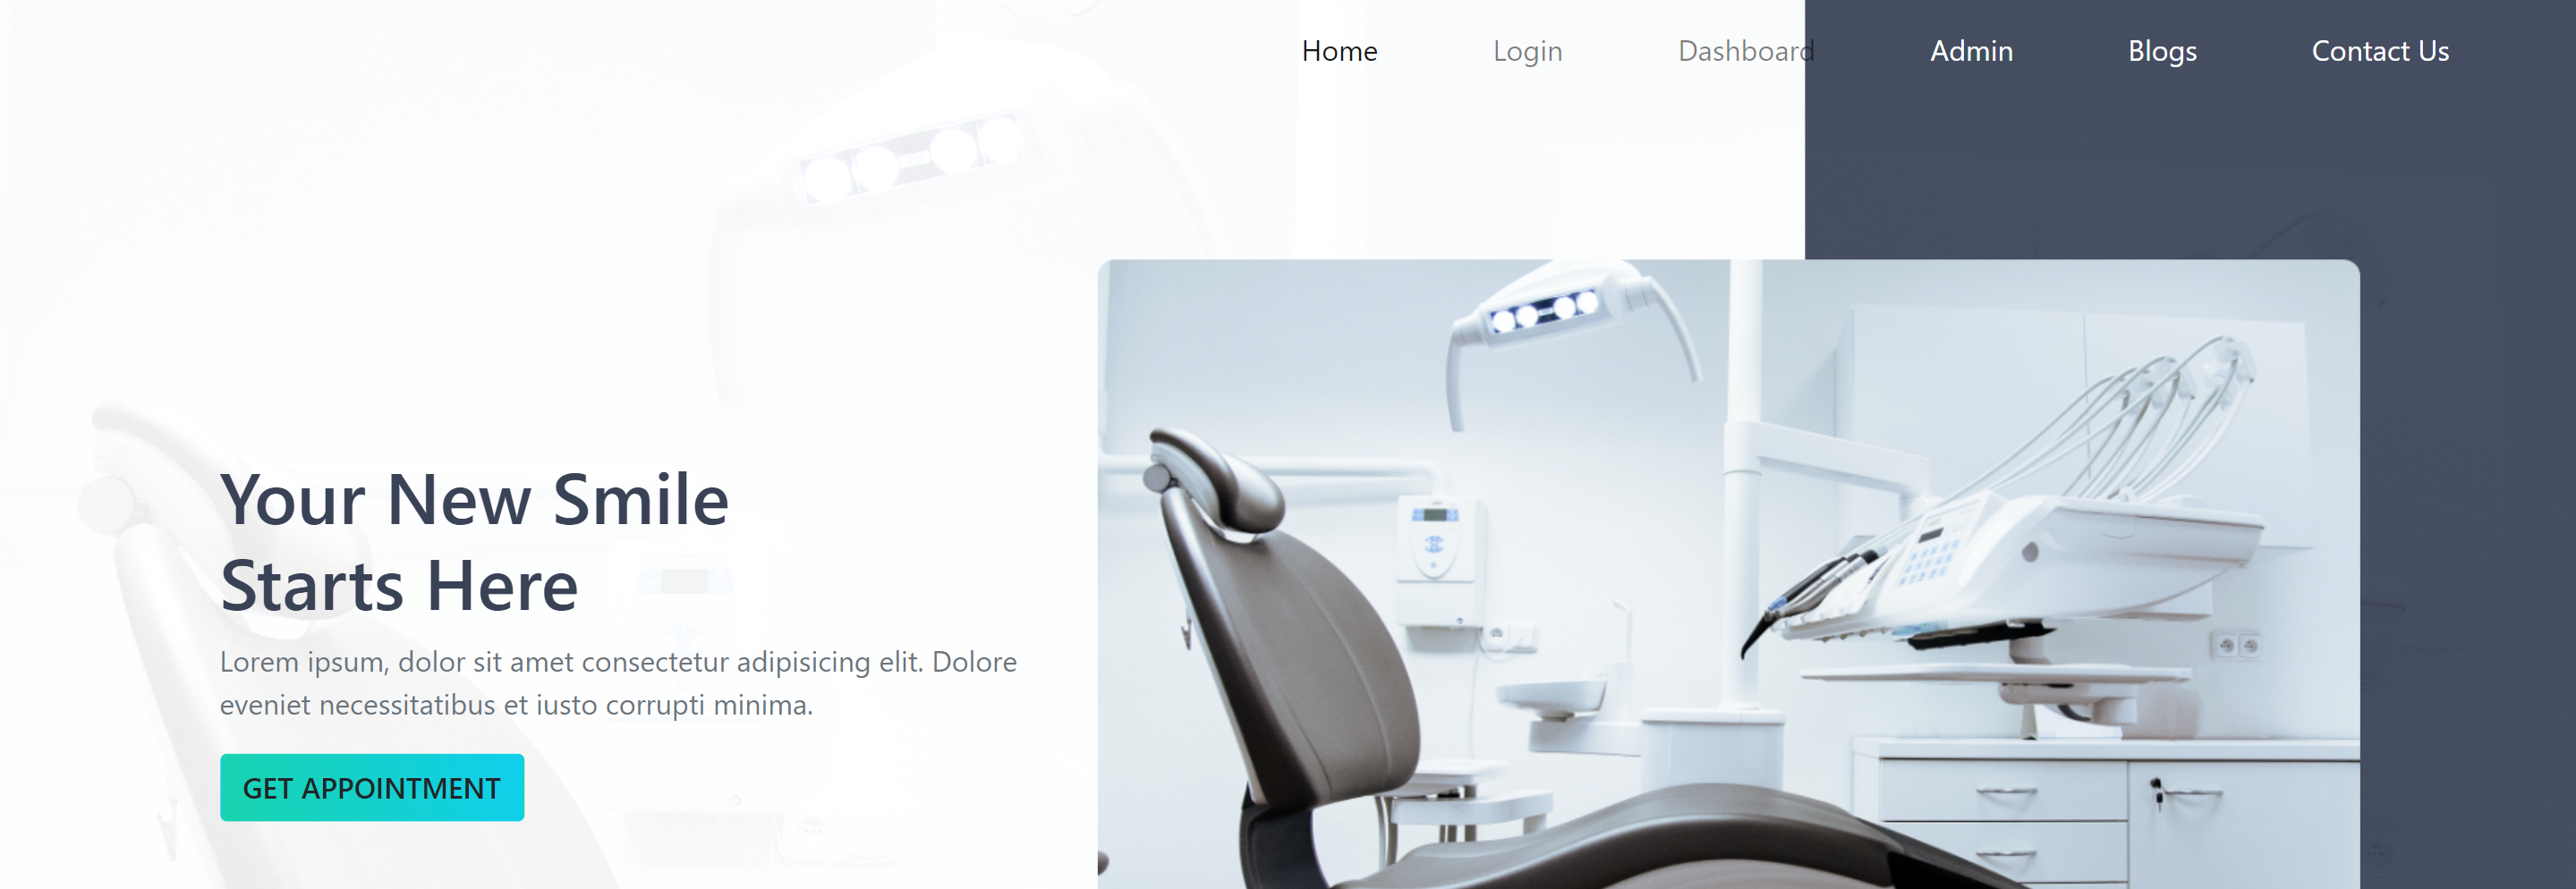 Home Login Dashboard Admin Blogs Contact Us
Your New Smile
Starts Here
Lorem ipsum, dolor sit amet consectetur adipisicing elit. Dolore
eveniet necessitatibus et iusto corrupti minima.
GET APPOINTMENT